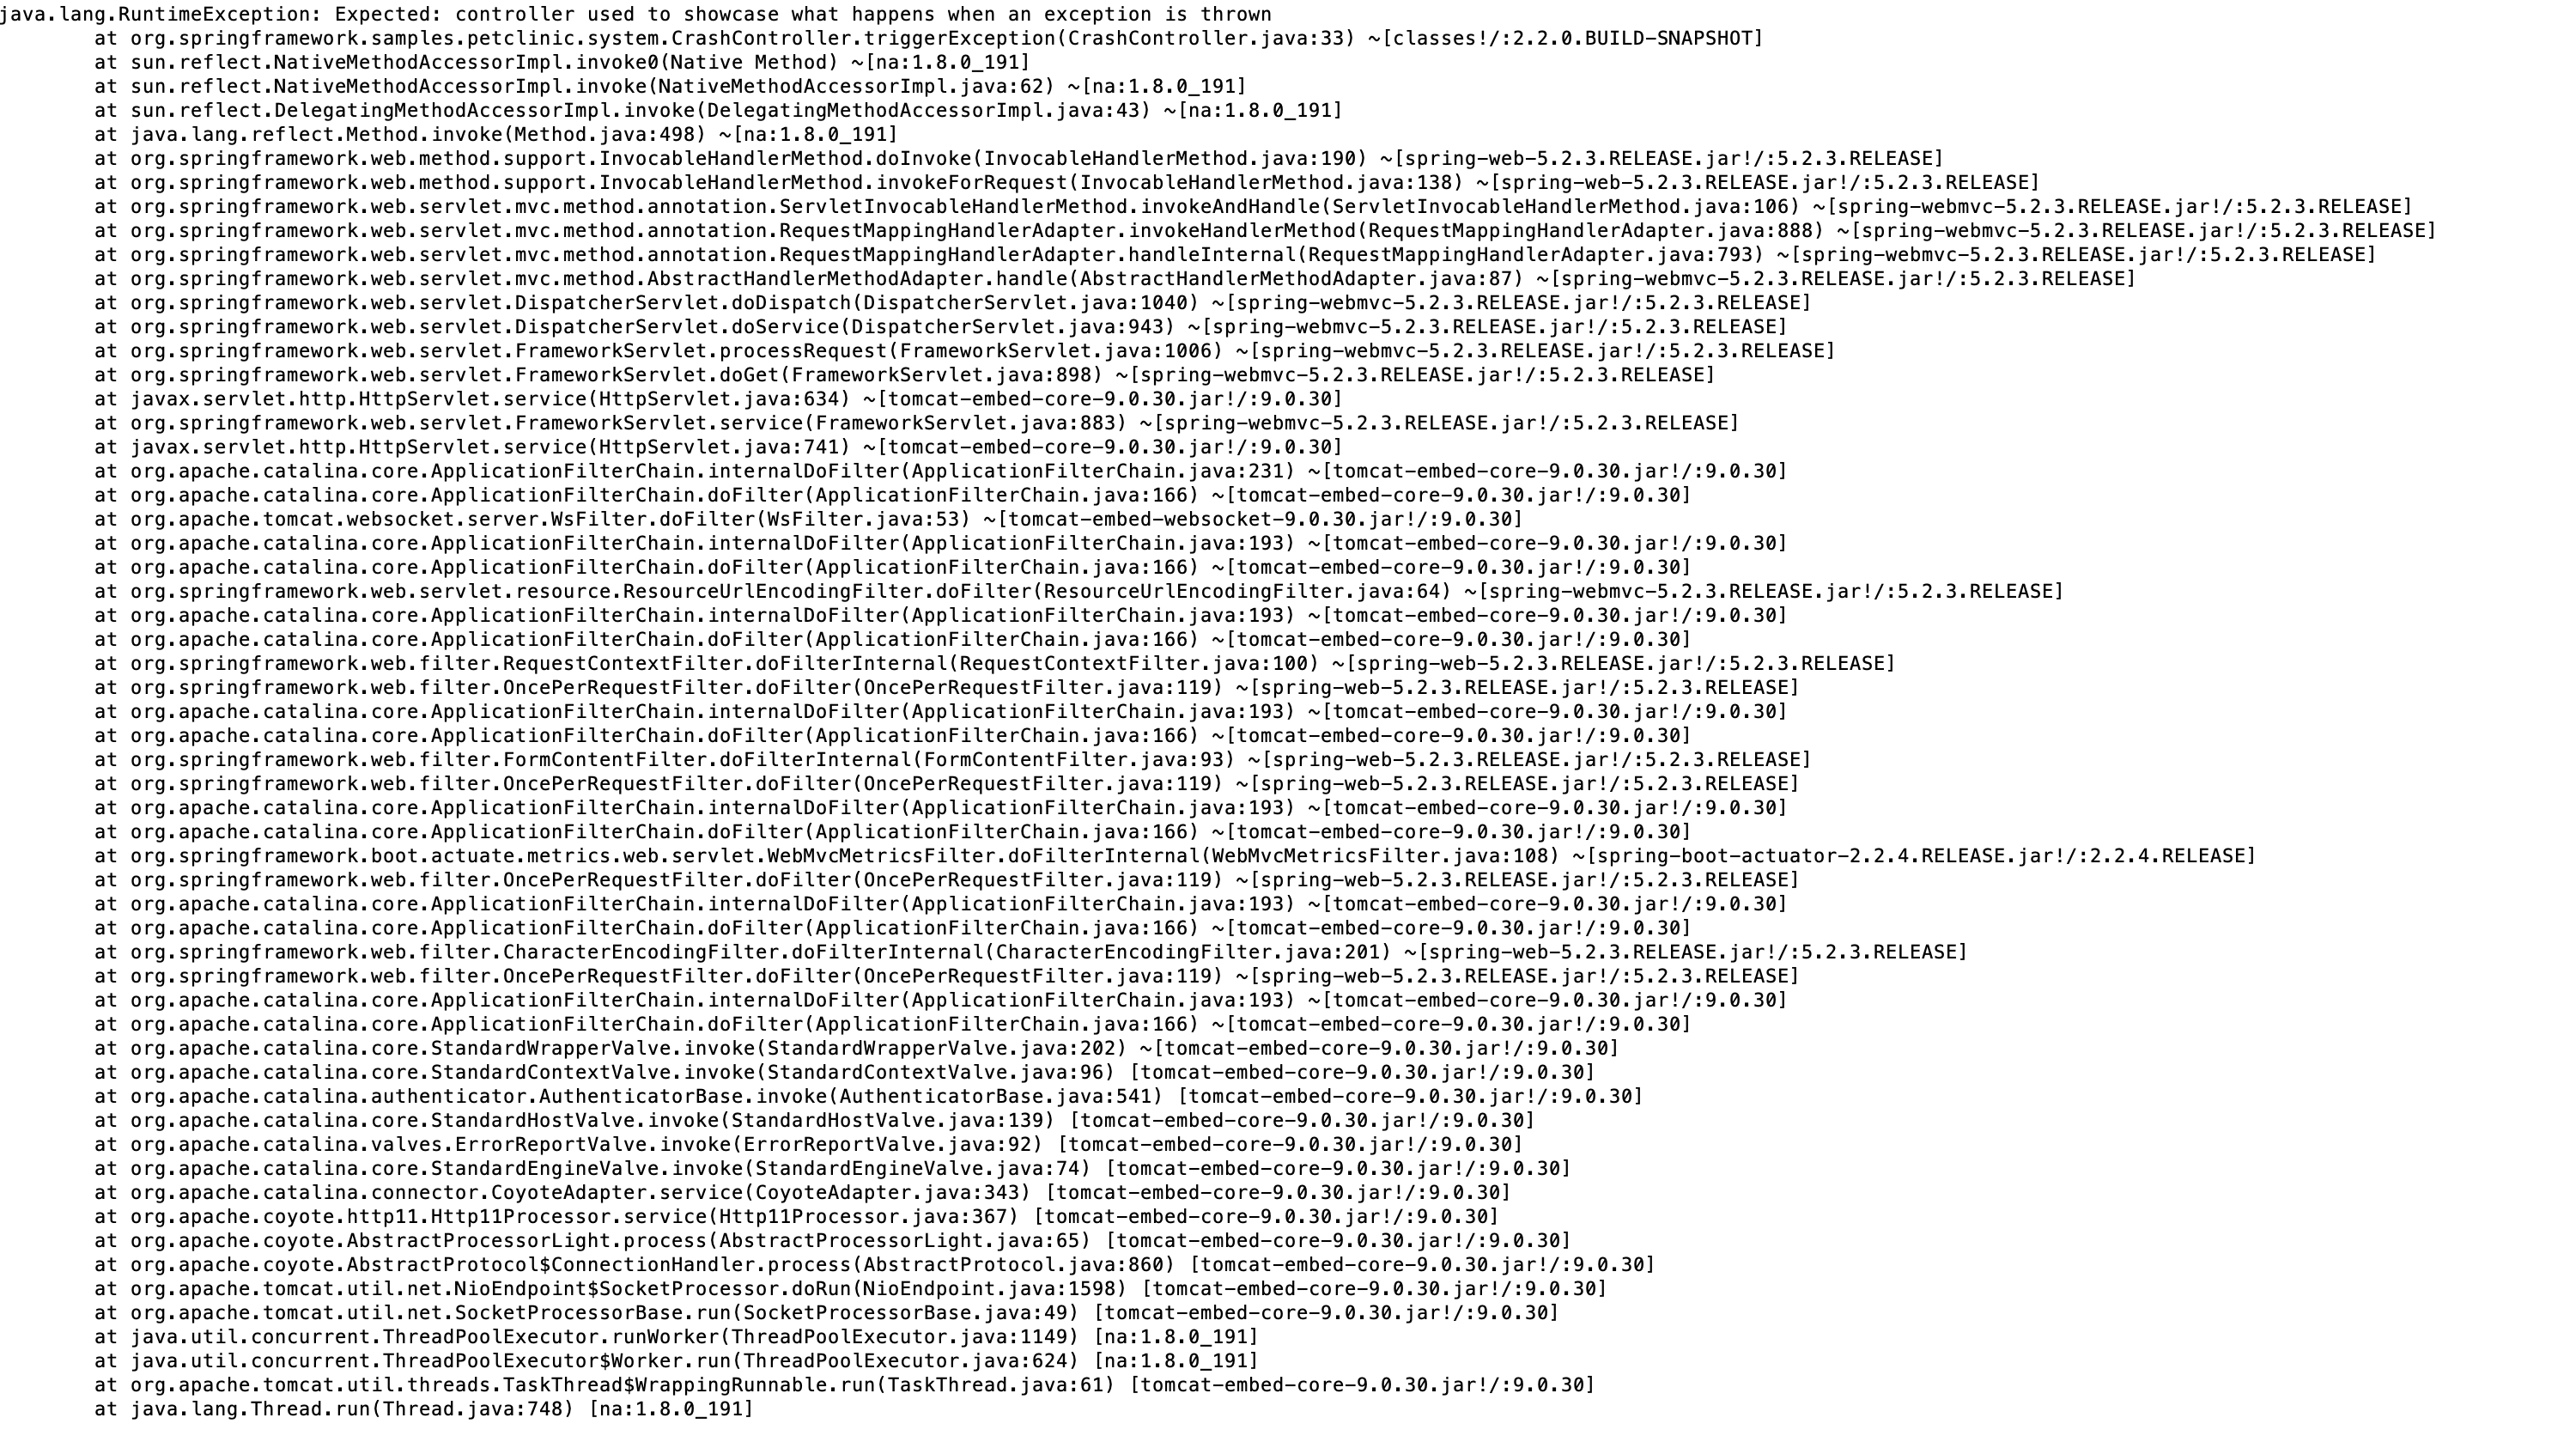 java.lang.RuntimeException: Expected: controller used to showcase what happens when an exception is thrown
at org.springframework.samples.petclinic.system.CrashController.triggerException(CrashController.java:33) ~[classes!/:2.2.0.BUILD-SNAPSHOT]
at sun.reflect.NativeMethodAccessorImpl.invoke0(Native Method) ~[na:1.8.0_191]
at sun.reflect.NativeMethodAccessorImpl.invoke(NativeMethodAccessorImpl.java:62) ~[na:1.8.0_191]
at sun.reflect.DelegatingMethodAccessorImpl.invoke(DelegatingMethodAccessorImpl.java:43) ~[na:1.8.0_191]
at java.lang.reflect.Method.invoke(Method.java:498) ~[na:1.8.0_191]
at org.springframework.web.method.support.InvocableHandlerMethod.doInvoke(InvocableHandlerMethod.java:190) ~[spring-web-5.2.3.RELEASE.jar!/:5.2.3.RELEASE]
at org.springframework.web.method.support.InvocableHandlerMethod.invokeForRequest(InvocableHandlerMethod.java:138) ~[spring-web-5.2.3.RELEASE.jar!/:5.2.3.RELEASE]
at org.springframework.web.servlet.mvc.method.annotation.ServletInvocableHandlerMethod.invokeAndHandle(ServletInvocableHandlerMethod.java:106) ~[spring-webmvc-5.2.3.RELEASE.jar!/:5.2.3.RELEASE]
at org.springframework.web.servlet.mvc.method.annotation.RequestMappingHandlerAdapter.invokeHandlerMethod(RequestMappingHandlerAdapter.java:888) ~[spring-webmvc-5.2.3.RELEASE.jar!/:5.2.3.RELEASE]
at org.springframework.web.servlet.mvc.method.annotation.RequestMappingHandlerAdapter.handleInternal(RequestMappingHandlerAdapter.java:793) ~[spring-webmvc-5.2.3.RELEASE.jar!/:5.2.3.RELEASE]
at org.springframework.web.servlet.mvc.method.AbstractHandlerMethodAdapter.handle(AbstractHandlerMethodAdapter.java:87) ~[spring-webmvc-5.2.3.RELEASE.jar!/:5.2.3.RELEASE]
at org.springframework.web.servlet.DispatcherServlet.doDispatch(DispatcherServlet.java:1040) ~[spring-webmvc-5.2.3.RELEASE.jar!/:5.2.3.RELEASE]
at org.springframework.web.servlet.DispatcherServlet.doService(DispatcherServlet.java:943) ~[spring-webmvc-5.2.3.RELEASE.jar!/:5.2.3.RELEASE]
at org.springframework.web.servlet.FrameworkServlet.processRequest(FrameworkServlet.java:1006) ~[spring-webmvc-5.2.3.RELEASE.jar!/:5.2.3.RELEASE]
at org.springframework.web.servlet.FrameworkServlet.doGet(FrameworkServlet.java:898) ~[spring-webmvc-5.2.3.RELEASE.jar!/:5.2.3.RELEASE]
at javax.servlet.http.HttpServlet.service(HttpServlet.java:634) ~[tomcat-embed-core-9.0.30.jar!/:9.0.30]
at org.springframework.web.servlet.FrameworkServlet.service(FrameworkServlet.java:883) ~[spring-webmvc-5.2.3.RELEASE.jar!/:5.2.3.RELEASE]
at javax.servlet.http.HttpServlet.service(HttpServlet.java:741) ~[tomcat-embed-core-9.0.30.jar!/:9.0.30]
at org.apache.catalina.core.ApplicationFilterChain.internalDoFilter(ApplicationFilterChain.java:231) ~[tomcat-embed-core-9.0.30.jar!/:9.0.30]
at org.apache.catalina.core.ApplicationFilterChain.doFilter(ApplicationFilterChain.java:166) ~[tomcat-embed-core-9.0.30.jar!/:9.0.30]
at org.apache.tomcat.websocket.server.WsFilter.doFilter(WsFilter.java:53) ~[tomcat-embed-websocket-9.0.30.jar!/:9.0.30]
at org.apache.catalina.core.ApplicationFilterChain.internalDoFilter(ApplicationFilterChain.java:193) ~[tomcat-embed-core-9.0.30.jar!/:9.0.30]
at org.apache.catalina.core.ApplicationFilterChain.doFilter(ApplicationFilterChain.java:166) ~[tomcat-embed-core-9.0.30.jar!/:9.0.30]
at org.springframework.web.servlet.resource.ResourceUrlEncodingFilter.doFilter(ResourceUrlEncodingFilter.java:64) ~[spring-webmvc-5.2.3.RELEASE.jar!/:5.2.3.RELEASE]
at org.apache.catalina.core.ApplicationFilterChain.internalDoFilter(ApplicationFilterChain.java:193) ~[tomcat-embed-core-9.0.30.jar!/:9.0.30]
at org.apache.catalina.core.ApplicationFilterChain.doFilter(ApplicationFilterChain.java:166) ~[tomcat-embed-core-9.0.30.jar!/:9.0.30]
at org.springframework.web.filter.RequestContextFilter.doFilterInternal(RequestContextFilter.java:100) ~[spring-web-5.2.3.RELEASE.jar!/:5.2.3.RELEASE]
at org.springframework.web.filter.OncePerRequestFilter.doFilter(OncePerRequestFilter.java:119) ~[spring-web-5.2.3.RELEASE.jar!/:5.2.3.RELEASE]
at org.apache.catalina.core.ApplicationFilterChain.internalDoFilter(ApplicationFilterChain.java:193) ~[tomcat-embed-core-9.0.30.jar!/:9.0.30]
at org.apache.catalina.core.ApplicationFilterChain.doFilter(ApplicationFilterChain.java:166) ~[tomcat-embed-core-9.0.30.jar!/:9.0.30]
at org.springframework.web.filter.FormContentFilter.doFilterInternal(FormContentFilter.java:93) ~[spring-web-5.2.3.RELEASE.jar!/:5.2.3.RELEASE]
at org.springframework.web.filter.OncePerRequestFilter.doFilter(OncePerRequestFilter.java:119) ~[spring-web-5.2.3.RELEASE.jar!/:5.2.3.RELEASE]
at org.apache.catalina.core.ApplicationFilterChain.internalDoFilter(ApplicationFilterChain.java:193) ~[tomcat-embed-core-9.0.30.jar!/:9.0.30]
at org.apache.catalina.core.ApplicationFilterChain.doFilter(ApplicationFilterChain.java:166) ~[tomcat-embed-core-9.0.30.jar!/:9.0.30]
at org.springframework.boot.actuate.metrics.web.servlet.WebMvcMetricsFilter.doFilterInternal(WebMvcMetricsFilter.java:108) ~[spring-boot-actuator-2.2.4.RELEASE.jar!/:2.2.4.RELEASE]
at org.springframework.web.filter.OncePerRequestFilter.doFilter(OncePerRequestFilter.java:119) ~[spring-web-5.2.3.RELEASE.jar!/:5.2.3.RELEASE]
at org.apache.catalina.core.ApplicationFilterChain.internalDoFilter(ApplicationFilterChain.java:193) ~[tomcat-embed-core-9.0.30.jar!/:9.0.30]
at org.apache.catalina.core.ApplicationFilterChain.doFilter(ApplicationFilterChain.java:166) ~[tomcat-embed-core-9.0.30.jar!/:9.0.30]
at org.springframework.web.filter.CharacterEncodingFilter.doFilterInternal(CharacterEncodingFilter.java:201) ~[spring-web-5.2.3.RELEASE.jar!/:5.2.3.RELEASE]
at org.springframework.web.filter.OncePerRequestFilter.doFilter(OncePerRequestFilter.java:119) ~[spring-web-5.2.3.RELEASE.jar!/:5.2.3.RELEASE]
at org.apache.catalina.core.ApplicationFilterChain.internalDoFilter(ApplicationFilterChain.java:193) ~[tomcat-embed-core-9.0.30.jar!/:9.0.30]
at org.apache.catalina.core.ApplicationFilterChain.doFilter(ApplicationFilterChain.java:166) ~[tomcat-embed-core-9.0.30.jar!/:9.0.30]
at org.apache.catalina.core.StandardWrapperValve.invoke(StandardWrapperValve.java:202) ~[tomcat-embed-core-9.0.30.jar!/:9.0.30]
at org.apache.catalina.core.StandardContextValve.invoke(StandardContextValve.java:96) [tomcat-embed-core-9.0.30.jar!/:9.0.30]
at org.apache.catalina.authenticator.AuthenticatorBase.invoke(AuthenticatorBase.java:541) [tomcat-embed-core-9.0.30.jar!/:9.0.30]
at org.apache.catalina.core.StandardHostValve.invoke(StandardHostValve.java:139) [tomcat-embed-core-9.0.30.jar!/:9.0.30]
at org.apache.catalina.valves.ErrorReportValve.invoke(ErrorReportValve.java:92) [tomcat-embed-core-9.0.30.jar!/:9.0.30]
at org.apache.catalina.core.StandardEngineValve.invoke(StandardEngineValve.java:74) [tomcat-embed-core-9.0.30.jar!/:9.0.30]
at org.apache.catalina.connector.CoyoteAdapter.service(CoyoteAdapter.java:343) [tomcat-embed-core-9.0.30.jar!/:9.0.30]
at org.apache.coyote.http11.Http11Processor.service(Http11Processor.java:367) [tomcat-embed-core-9.0.30.jar!/:9.0.30]
at org.apache.coyote.AbstractProcessorLight.process(AbstractProcessorLight.java:65) [tomcat-embed-core-9.0.30.jar!/:9.0.30]
at org.apache.coyote.AbstractProtocol$ConnectionHandler.process(AbstractProtocol.java:860) [tomcat-embed-core-9.0.30.jar!/:9.0.30]
at org.apache.tomcat.util.net.NioEndpoint$SocketProcessor.doRun(NioEndpoint.java:1598) [tomcat-embed-core-9.0.30.jar!/:9.0.30]
at org.apache.tomcat.util.net.SocketProcessorBase.run(SocketProcessorBase.java:49) [tomcat-embed-core-9.0.30.jar!/:9.0.30]
at java.util.concurrent.ThreadPoolExecutor.runWorker(ThreadPoolExecutor.java:1149) [na:1.8.0_191]
at java.util.concurrent.ThreadPoolExecutor$Worker.run(ThreadPoolExecutor.java:624) [na:1.8.0_191]
at org.apache.tomcat.util.threads.TaskThread$WrappingRunnable.run(TaskThread.java:61) [tomcat-embed-core-9.0.30.jar!/:9.0.30]
at java.lang.Thread.run(Thread.java:748) [na:1.8.0_191]